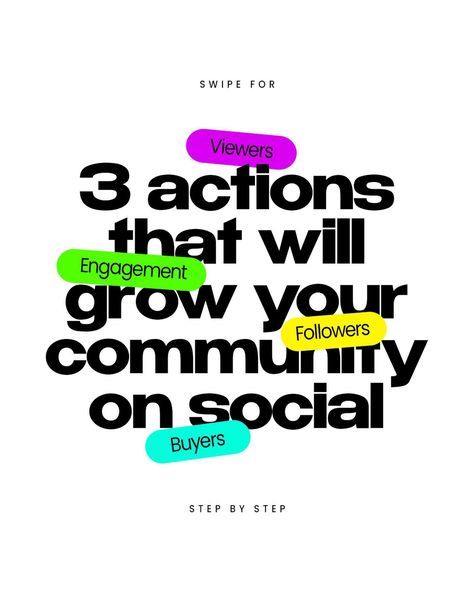 SWIPE FOR
Viewers
3 actions
that will
Engagement
grow your
Followers
community
on social
Buyers
STEP BY STEP